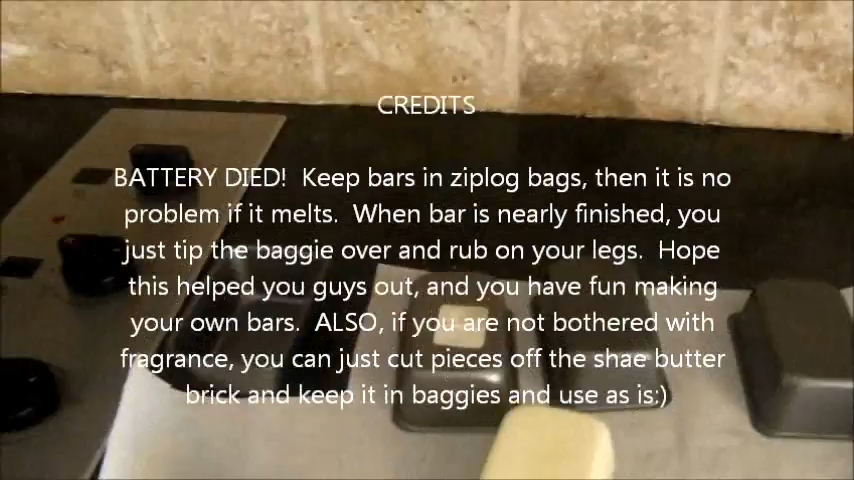 CREDITS
BATTERY DIED!  Keep bars in ziplog bags, then it is no
problem if it melts.  When bar is nearly finished, you
just tip the baggie over and rub on your legs.  Hope
this helped you guys out, and you have fun making
your own bars.  ALSO, if you are not bothered with
fragrance, you can just cut pieces off the shae butter
brick and keep it in baggies and use as is:)